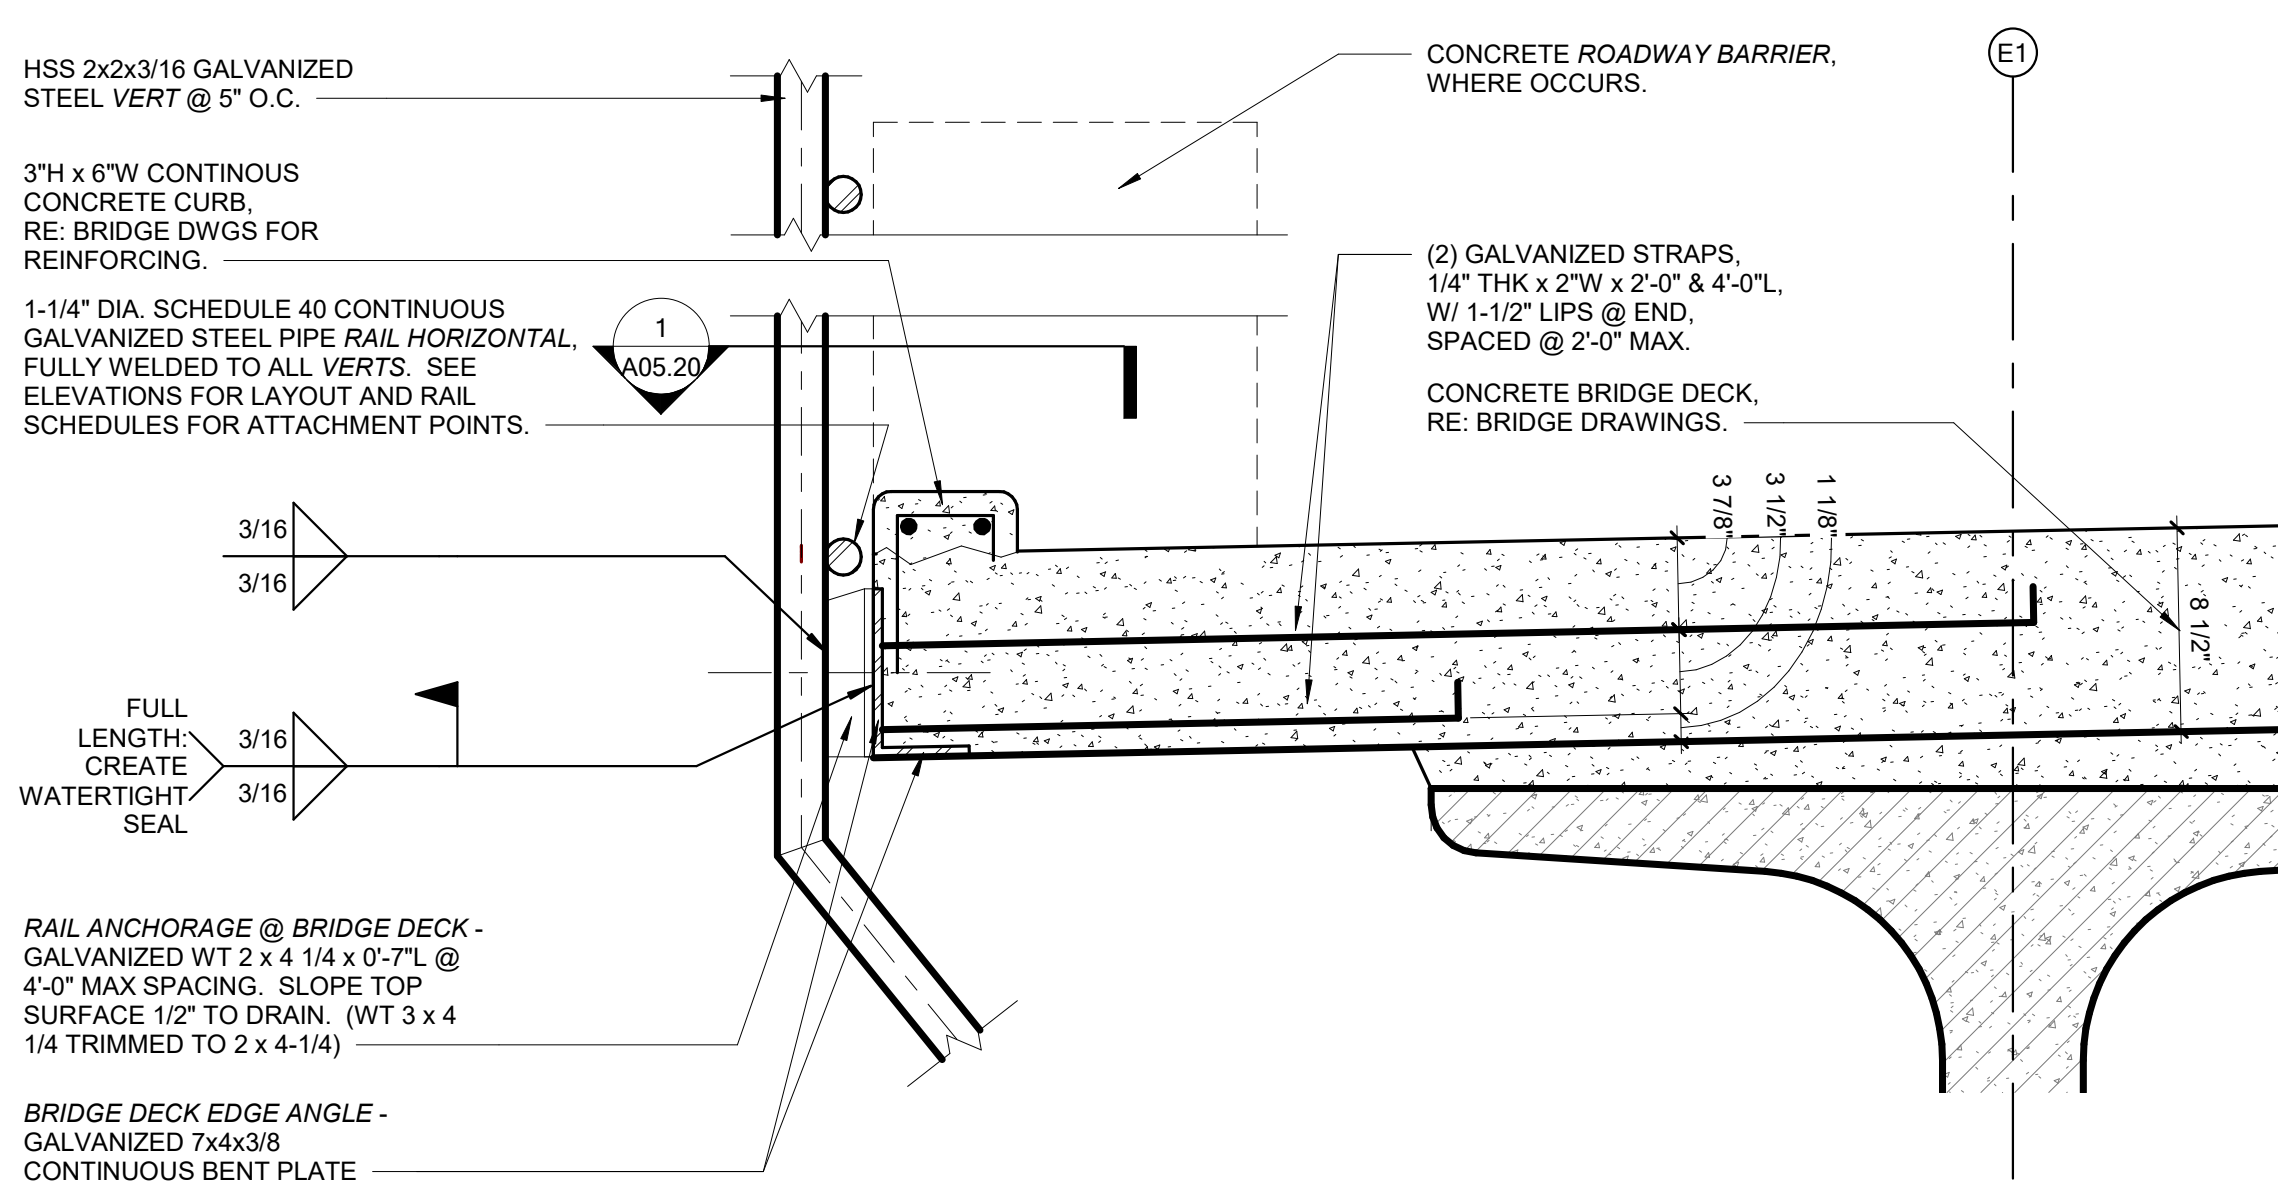 HSS 2x2x3/16 GALVANIZED
STEEL VERT @ 5" O.C.
3"H x 6"W CONTINOUS
CONCRETE CURB,
RE: BRIDGE DWGS FOR
REINFORCING.
1-1/4" DIA. SCHEDULE 40 CONTINUOUS
GALVANIZED STEEL PIPE RAIL HORIZONTAL,
FULLY WELDED TO ALL VERTS. SEE
ELEVATIONS FOR LAYOUT AND RAIL
SCHEDULES FOR ATTACHMENT POINTS.
1
A05.20
3/16
3/16
FULL
LENGTH:
CREATE
WATERTIGHT
SEAL
3/16
3/16
RAIL ANCHORAGE @ BRIDGE DECK -
GALVANIZED WT 2 x 4 1/4 x 0'-7"L @
4'-0" MAX SPACING. SLOPE TOP
SURFACE 1/2" TO DRAIN. (WT 3 x 4
1/4 TRIMMED TO 2 x 4-1/4)
BRIDGE DECK EDGE ANGLE -
GALVANIZED 7x4x3/8
CONTINUOUS BENT PLATE
CONCRETE ROADWAY BARRIER,
WHERE OCCURS.
E1
(2) GALVANIZED STRAPS,
1/4" THK x 2"W x 2'-0" & 4'-0"L,
W/ 1-1/2" LIPS @ END,
SPACED @ 2'-0" MAX.
CONCRETE BRIDGE DECK,
RE: BRIDGE DRAWINGS.
3 7/8"
3 1/2"
1 1/8"
8 1/2"